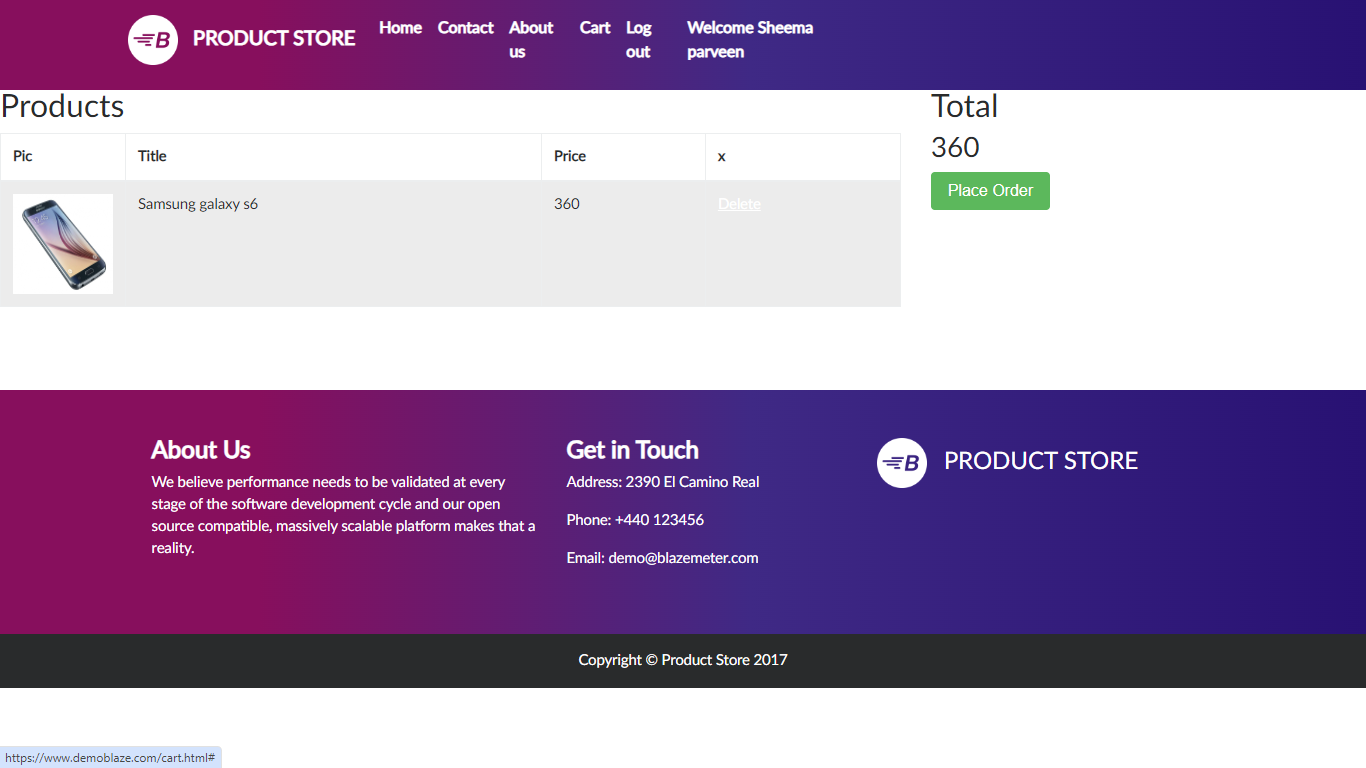 B PRODUCT STORE Home Contact About us Cart Log out Welcome Sheema parveen
Products
Total
360
Pic Title Price x
Place Order
Samsung galaxy s6 360 Delete
About Us
We believe performance needs to be validated at every
stage of the software development cycle and our open
source compatible, massively scalable platform makes that a
reality.
Get in Touch
Address: 2390 El Camino Real
Phone: +440 123456
Email: demo@blazemeter.com
B PRODUCT STORE
Copyright © Product Store 2017
https://www.demoblaze.com/cart.html#